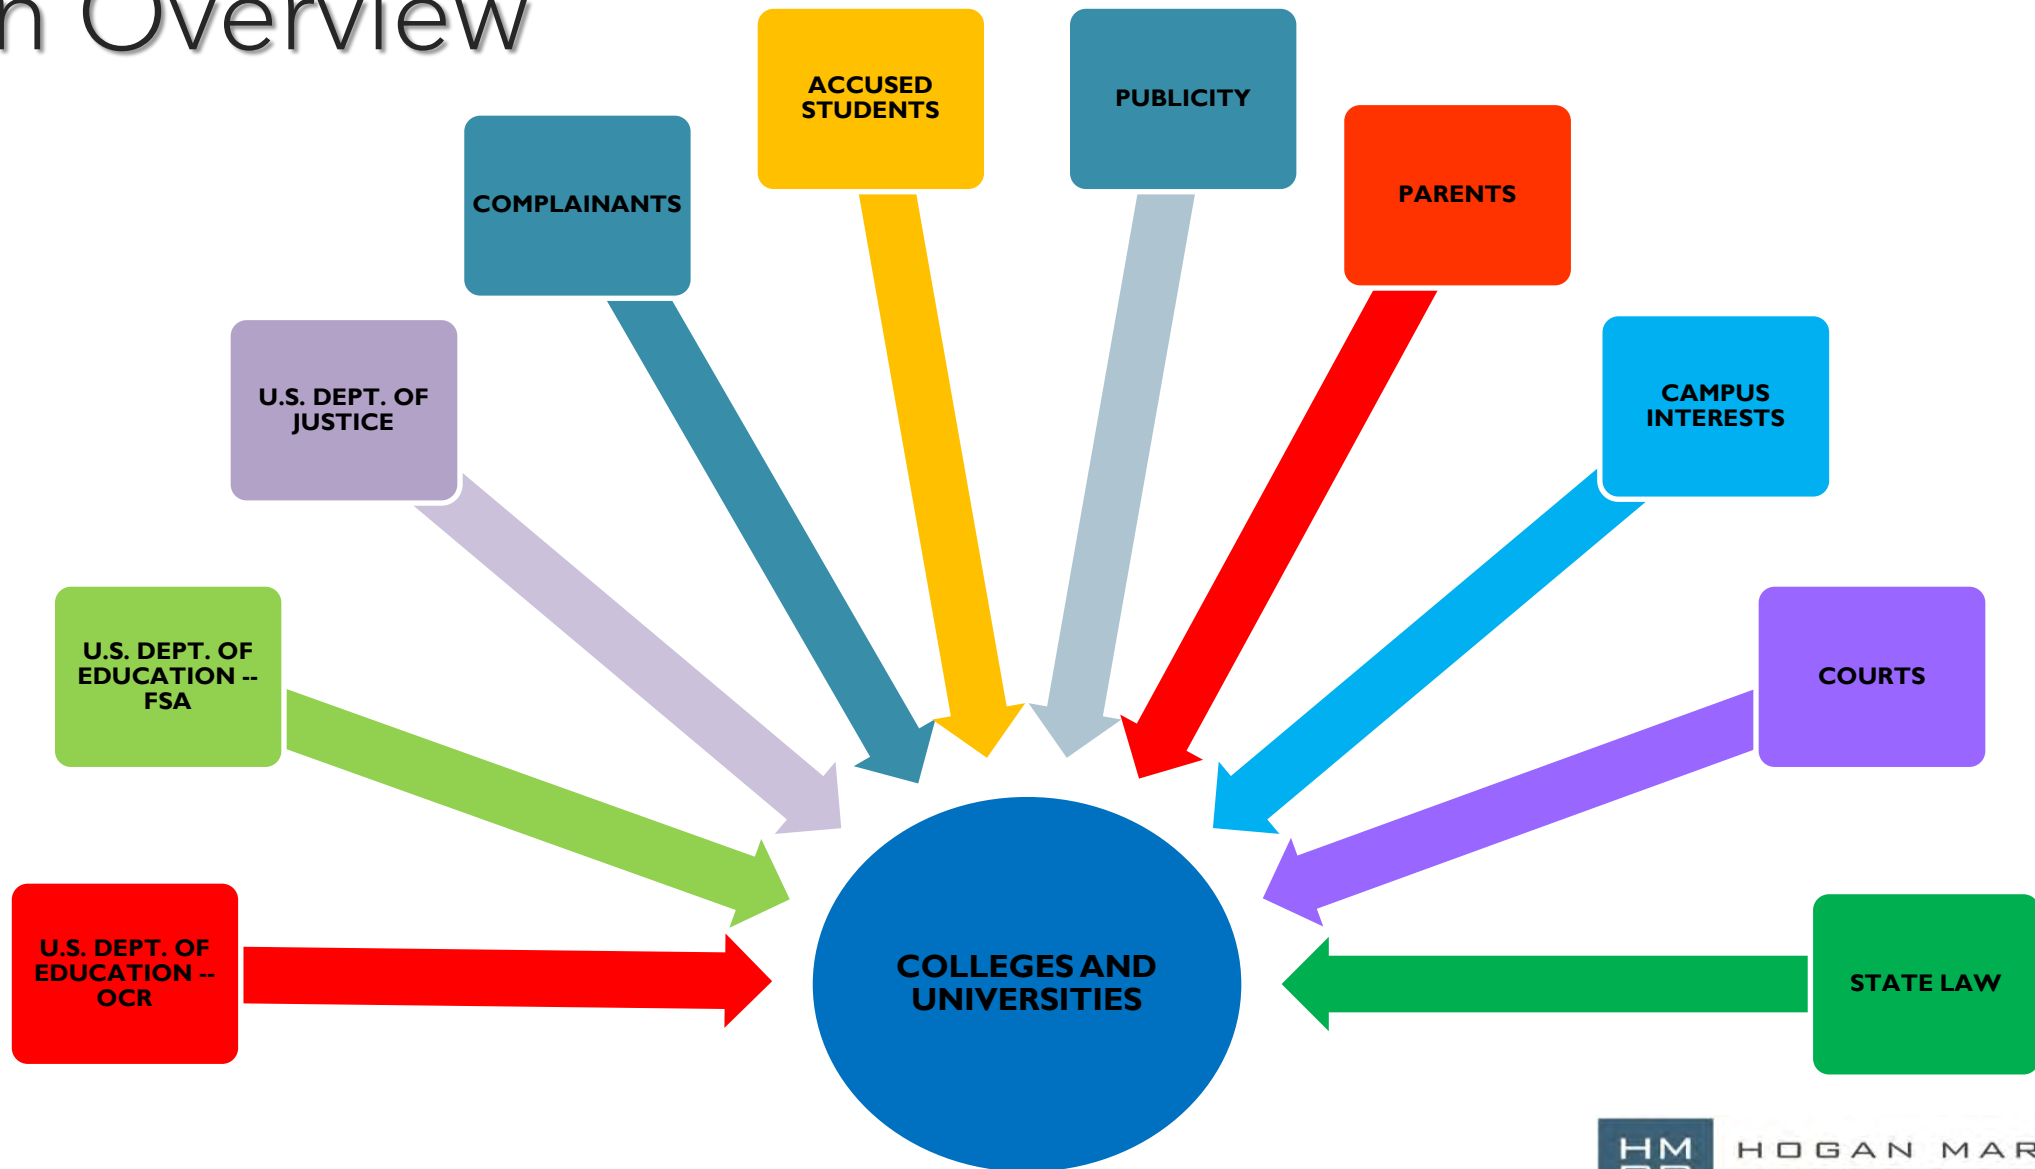 Overview
ACCUSED
STUDENTS
PUBLICITY
COMPLAINANTS
PARENTS
U.S. DEPT. OF
JUSTICE
CAMPUS
INTERESTS
U.S. DEPT. OF
EDUCATION --
FSA
COURTS
U.S. DEPT. OF
EDUCATION --
OCR
COLLEGES AND
UNIVERSITIES
STATE LAW
HM
HOGAN MAR